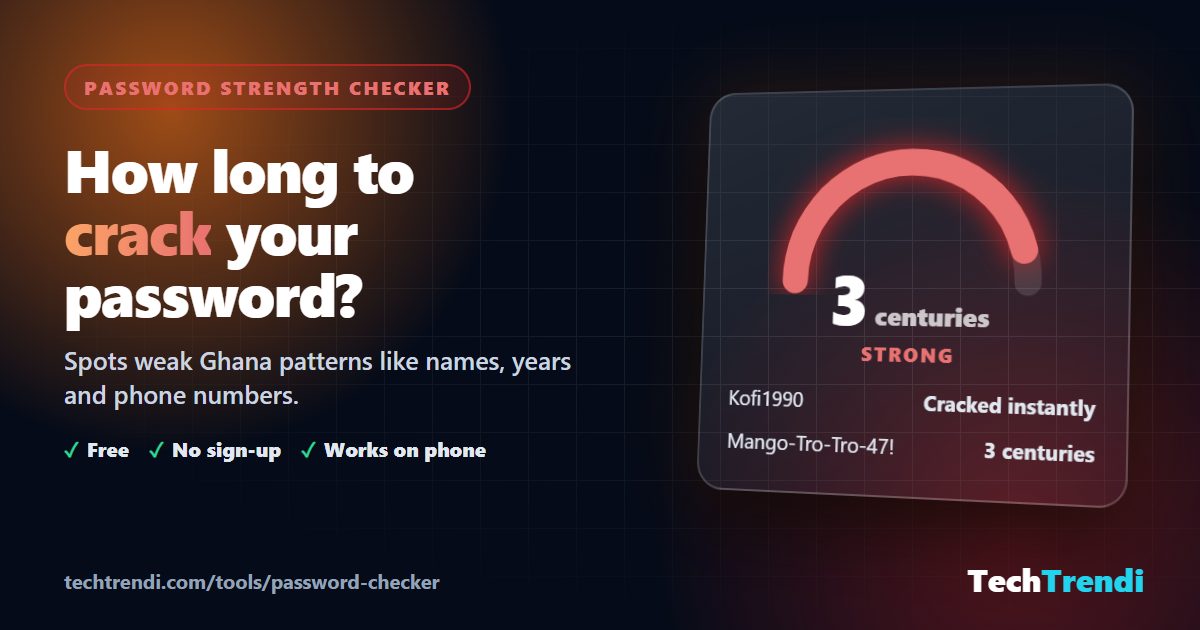 PASSWORD STRENGTH CHECKER
How long to
crack your
password?
Spots weak Ghana patterns like names, years
and phone numbers.
✓ Free ✓ No sign-up ✓ Works on phone
3 centuries
STRONG
Kofi1990 Cracked instantly
Mango-Tro-Tro-47! 3 centuries
techtrendi.com/tools/password-checker
TechTrendi